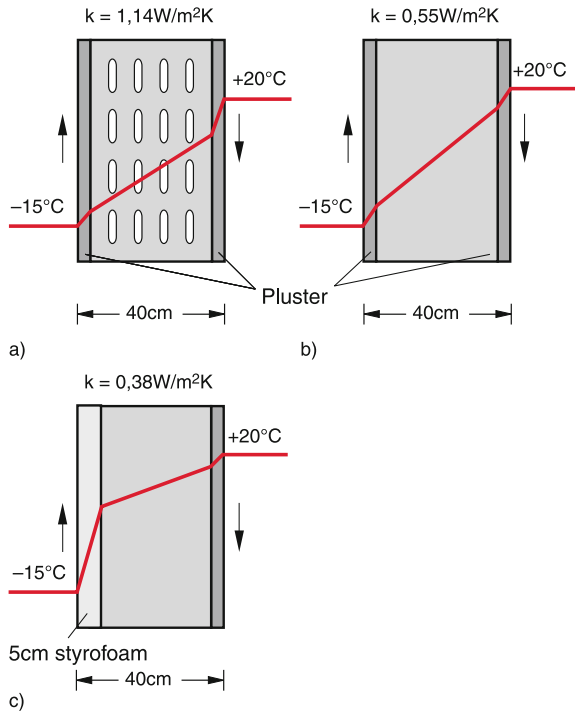 k = 1,14W/m²K
k = 0,55W/m²K
+20°C
+20°C
–15°C
–15°C
Pluster
40cm
40cm
a)
b)
k = 0,38W/m²K
+20°C
–15°C
5cm styrofoam
40cm
c)